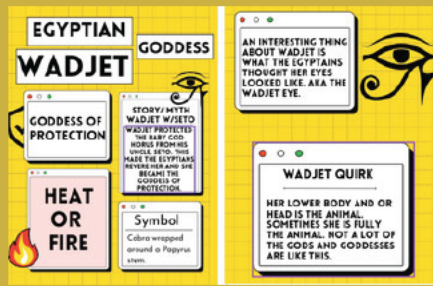 EGYPTIAN
GODDESS
WADJET
GODDESS OF
PROTECTION
STORY/ MYTH
WADJET W/SETO
WADJET PROTECTED
THE BABY GOD
HORUS FROM HIS
UNCLE, SETO. THIS
MADE THE EGYPTIANS
REVERE HER AND SHE
BECAME THE
GODDESS OF
PROTECTION.
HEAT
OR
FIRE
Symbol
Cobra wrapped
around a Papyrus
stem.
AN INTERESTING THING
ABOUT WADJET IS
WHAT THE EGYPTAINS
THOUGHT HER EYES
LOOKED LIKE. AKA THE
WADJET EYE.
WADJET QUIRK
HER LOWER BODY AND OR
HEAD IS THE ANIMAL.
SOMETIMES SHE IS FULLY
THE ANIMAL. NOT A LOT OF
THE GODS AND GODDESSES
ARE LIKE THIS.